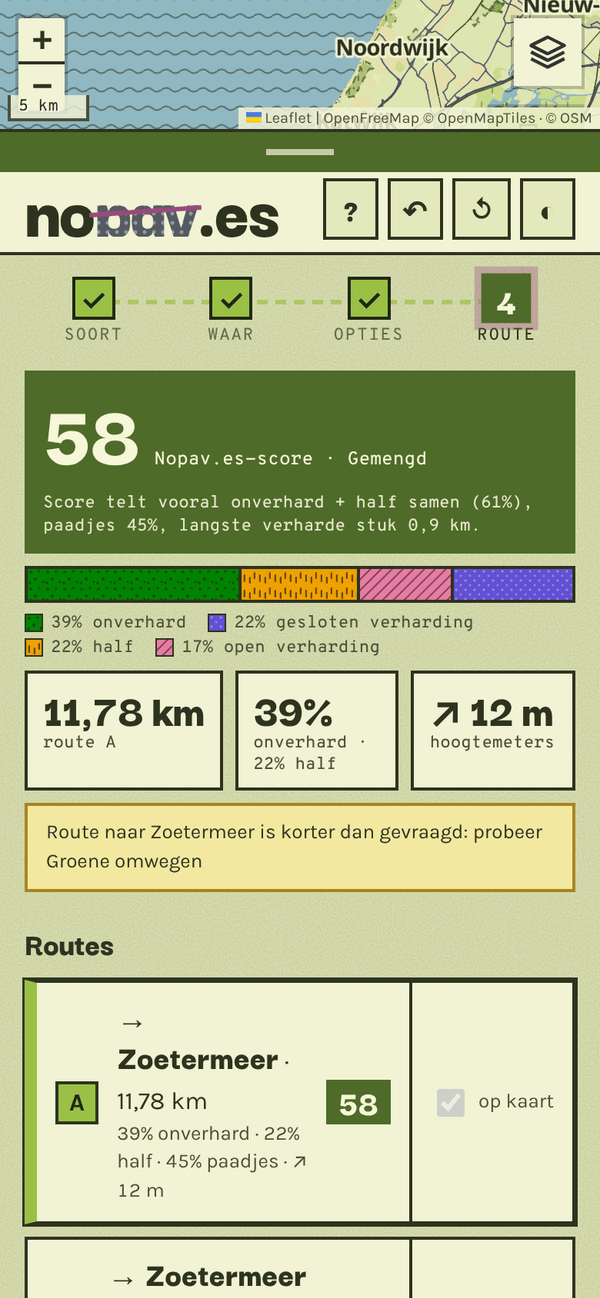 Nieuw-
Noordwijk
+
−
5 km
Leaflet | OpenFreeMap © OpenMapTiles · © OSM
nopav.es
?
4
SOORT
WAAR
OPTIES
ROUTE
58 Nopav.es-score · Gemengd
Score telt vooral onverhard + half samen (61%),
paadjes 45%, langste verharde stuk 0,9 km.
39% onverhard
22% gesloten verharding
22% half
17% open verharding
11,78 km
route A
39%
onverhard ·
22% half
↗ 12 m
hoogtemeters
Route naar Zoetermeer is korter dan gevraagd: probeer
Groene omwegen
Routes
A
→
Zoetermeer ·
11,78 km
39% onverhard · 22%
half · 45% paadjes · ↗
12 m
58
op kaart
→ Zoetermeer